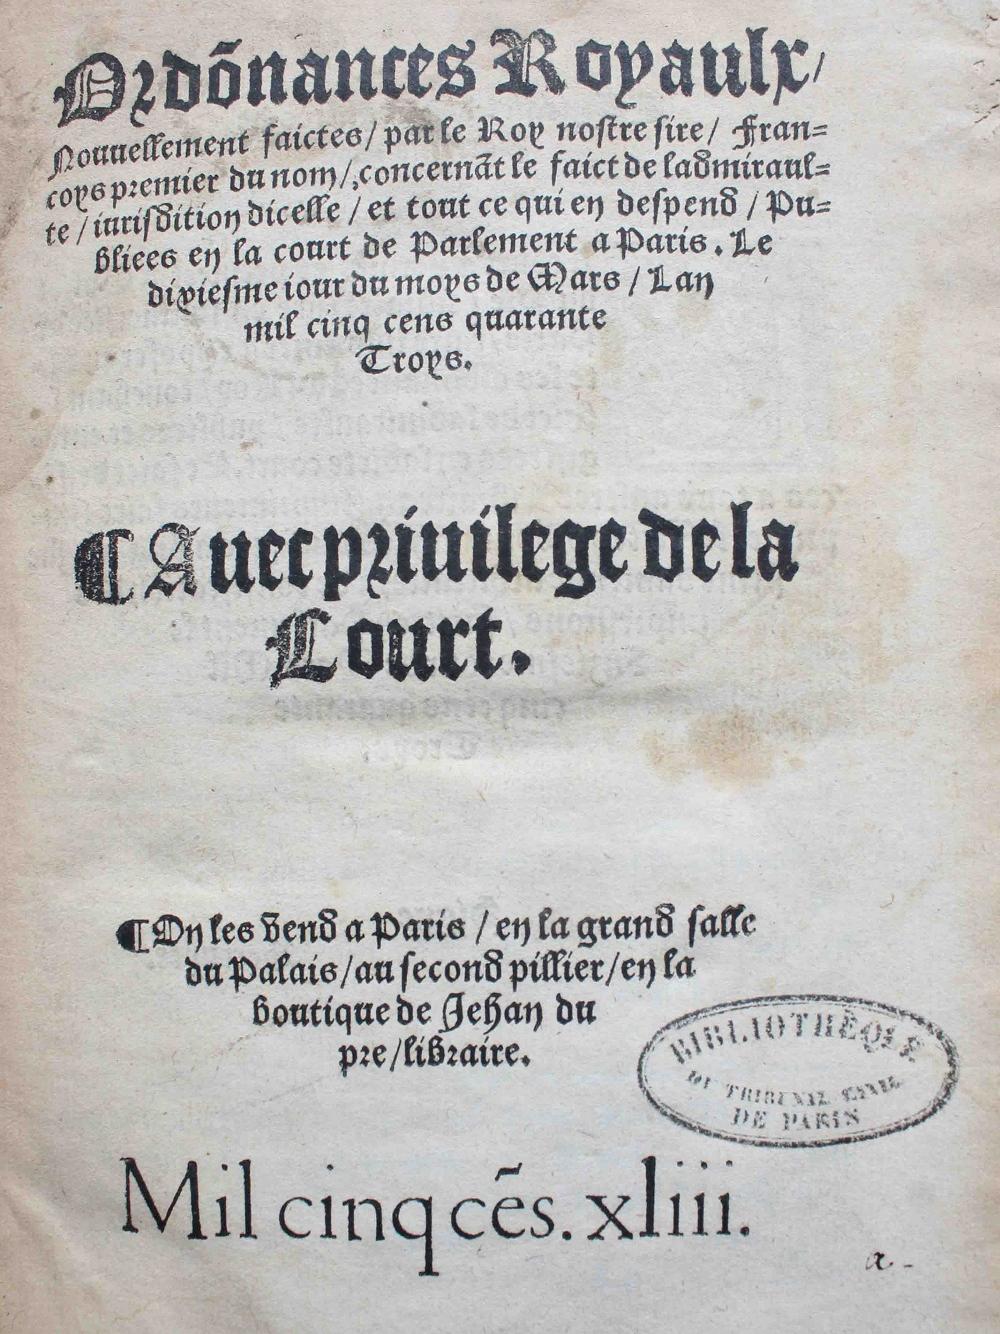 Ordõnances Royaulx/
Nouuellement faictes/ par le Roy nostre sire/ Fran=
coys premier du nom/,concernãt le faict de ladmiraul=
te / iurisdition dicelle / et tout ce qui en despend / Pu=
bliees en la court de Parlement a Paris. Le
dixiesme iour du moys de Mars / Lan
mil cinq cens quarante
Troys.
¶ Auec priuilege de la
Court.
¶ On les vend a Paris / en la grand salle
du Palais/au second pillier/en la
boutique de Jehan du
pre/libraire.
BIBLIOTHÈQUE
DU TRIBUNAL CIVIL
DE PARIS
Mil cinq cẽs. xliiii.
a-